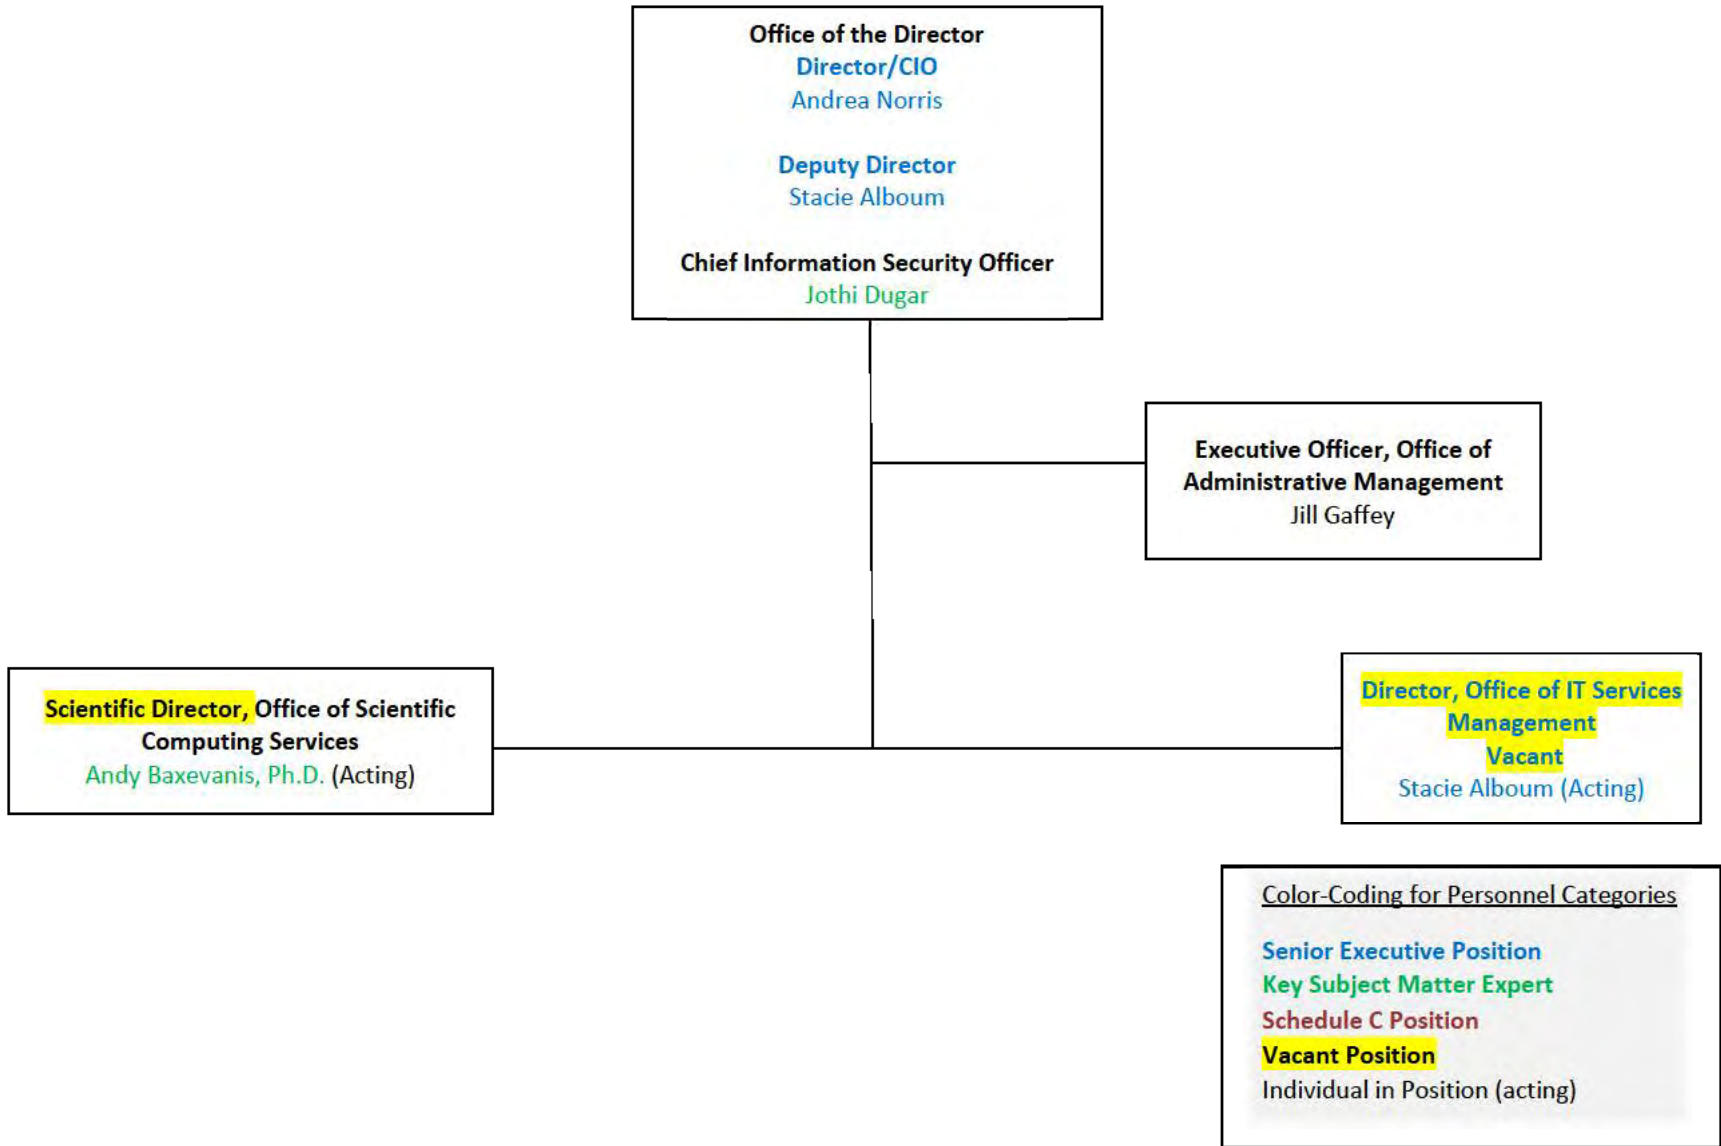 Office of the Director
Director/CIO
Andrea Norris
Deputy Director
Stacie Alboum
Chief Information Security Officer
Jothi Dugar
Executive Officer, Office of
Administrative Management
Jill Gaffey
Scientific Director, Office of Scientific
Computing Services
Andy Baxevanis, Ph.D. (Acting)
Director, Office of IT Services
Management
Vacant
Stacie Alboum (Acting)
Color-Coding for Personnel Categories
Senior Executive Position
Key Subject Matter Expert
Schedule C Position
Vacant Position
Individual in Position (acting)